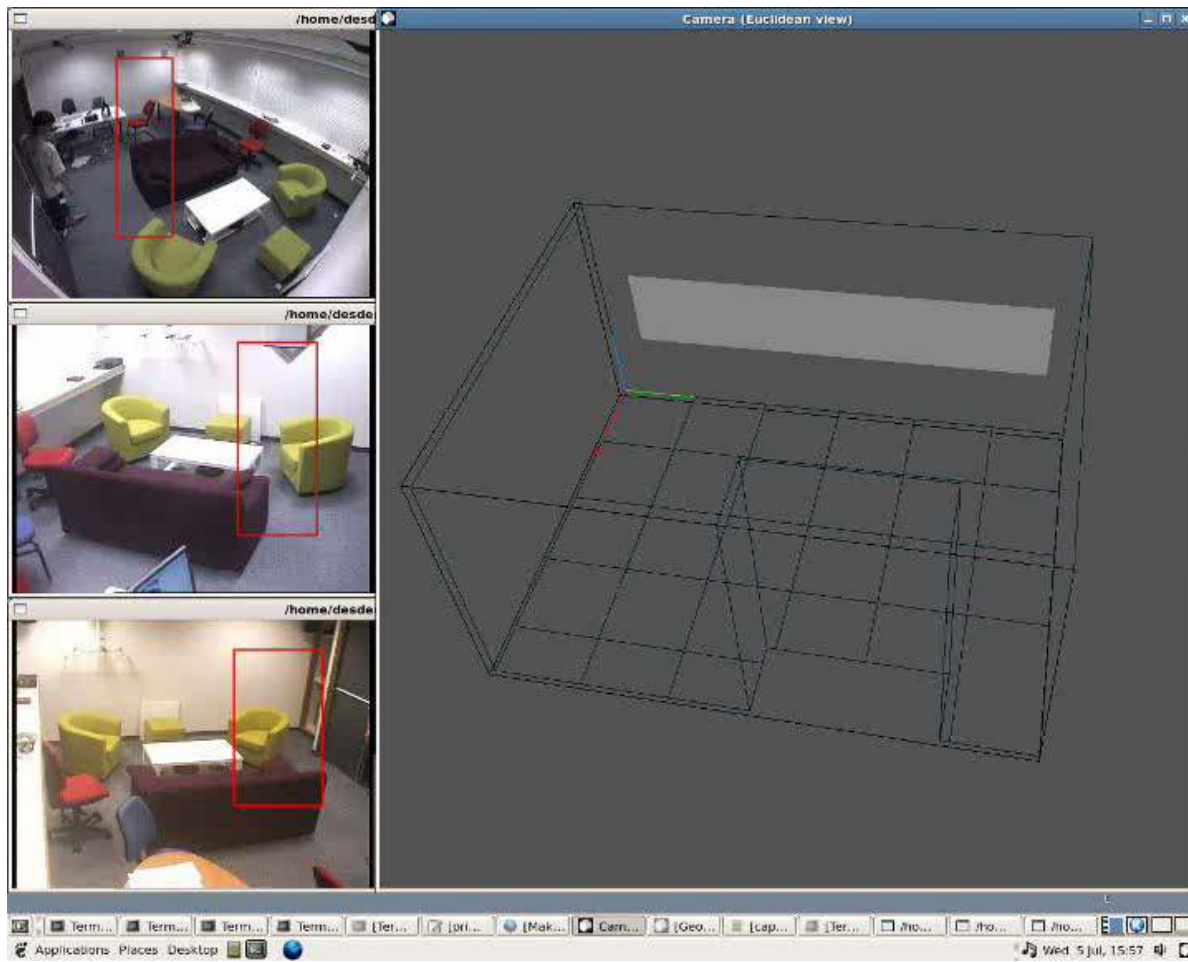 /home/desd
Camera (Euclidean view)
/home/desde
/home/desde
Term...
Term...
Term...
Term...
[Ter...
[pri...
[Mak...
Cam...
[Geo...
[cap...
[Ter...
/ho...
/ho...
/ho...
Applications Places Desktop
Wed 5 Jul, 15:57